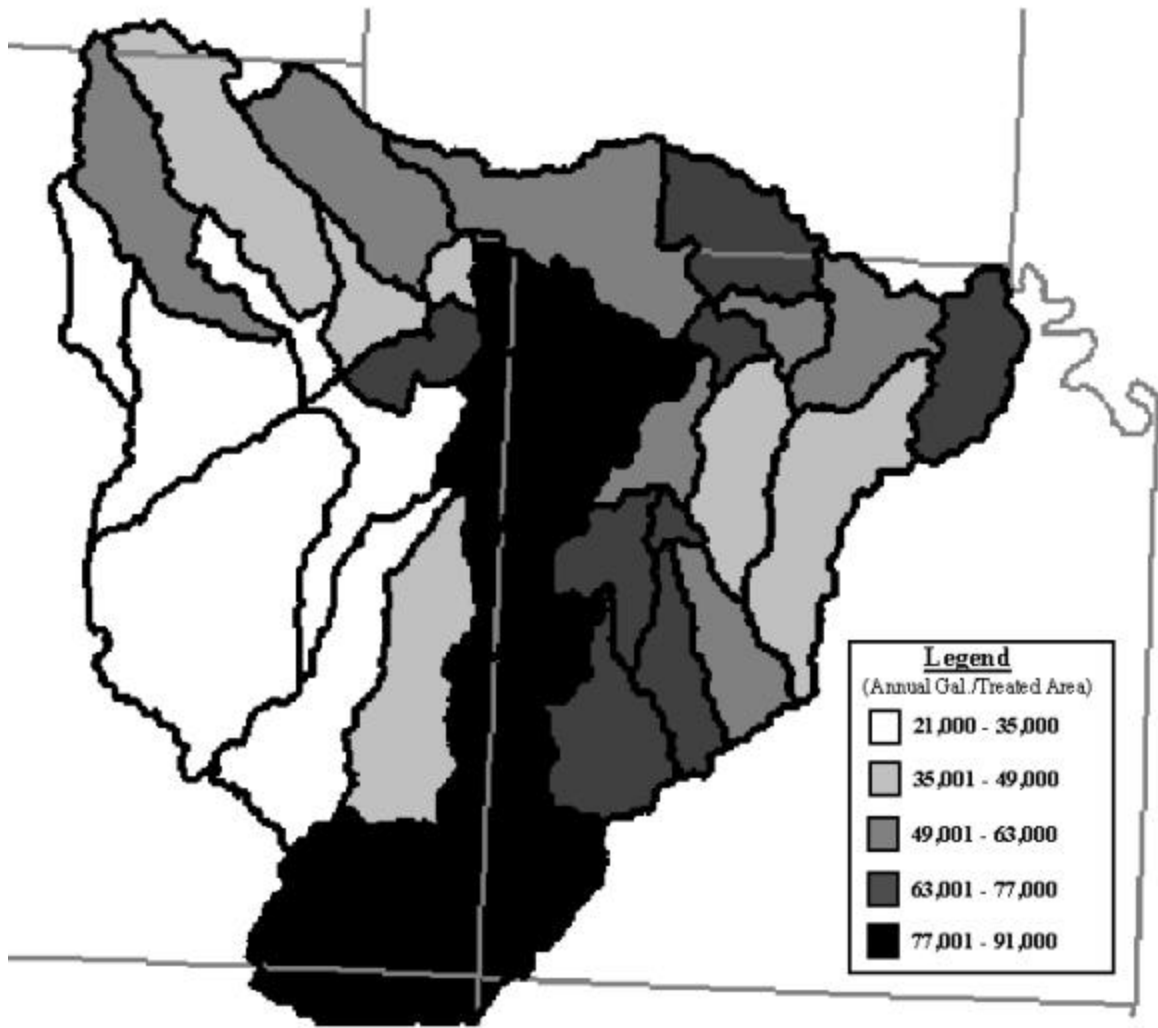 Legend
(Annual Gal./Treated Area)
21,000 - 35,000
35,001 - 49,000
49,001 - 63,000
63,001 - 77,000
77,001 - 91,000